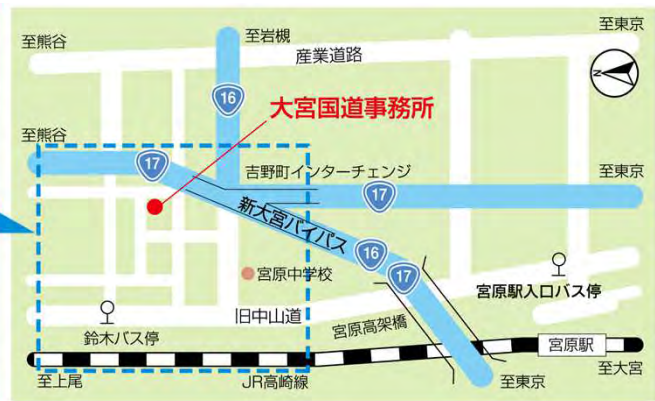 至熊谷
至岩槻
産業道路
至東京
N
16
大宮国道事務所
至熊谷
17
吉野町インターチェンジ
17
至東京
新大宮バイパス
16
17
宮原中学校
宮原駅入口バス停
旧中山道
鈴木バス停
宮原高架橋
宮原駅
至上尾
JR高崎線
至東京
至大宮